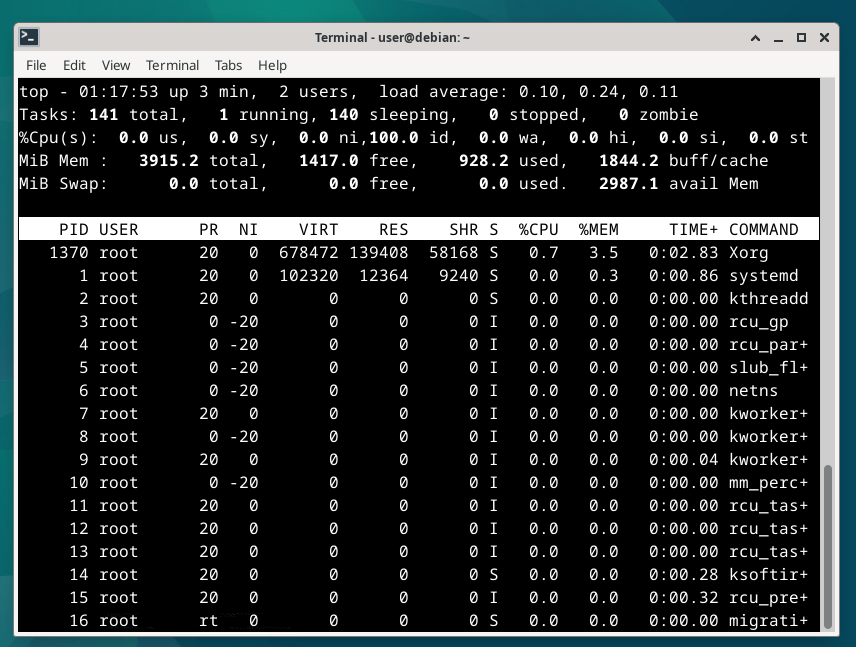 Terminal - user@debian: ~
File Edit View Terminal Tabs Help
top - 01:17:53 up 3 min,  2 users,  load average: 0.10, 0.24, 0.11
Tasks: 141 total,   1 running, 140 sleeping,   0 stopped,   0 zombie
%Cpu(s):  0.0 us,  0.0 sy,  0.0 ni,100.0 id,  0.0 wa,  0.0 hi,  0.0 si,  0.0 st
MiB Mem :   3915.2 total,   1417.0 free,    928.2 used,   1844.2 buff/cache
MiB Swap:      0.0 total,      0.0 free,      0.0 used.   2987.1 avail Mem
PID USER      PR  NI    VIRT    RES    SHR S  %CPU  %MEM     TIME+ COMMAND
1370 root      20   0  678472 139408  58168 S   0.7   3.5   0:02.83 Xorg
1 root      20   0  102320  12364   9240 S   0.0   0.3   0:00.86 systemd
2 root      20   0       0      0      0 S   0.0   0.0   0:00.00 kthreadd
3 root       0 -20       0      0      0 I   0.0   0.0   0:00.00 rcu_gp
4 root       0 -20       0      0      0 I   0.0   0.0   0:00.00 rcu_par+
5 root       0 -20       0      0      0 I   0.0   0.0   0:00.00 slub_fl+
6 root       0 -20       0      0      0 I   0.0   0.0   0:00.00 netns
7 root      20   0       0      0      0 I   0.0   0.0   0:00.00 kworker+
8 root       0 -20       0      0      0 I   0.0   0.0   0:00.00 kworker+
9 root      20   0       0      0      0 I   0.0   0.0   0:00.04 kworker+
10 root       0 -20       0      0      0 I   0.0   0.0   0:00.00 mm_perc+
11 root      20   0       0      0      0 I   0.0   0.0   0:00.00 rcu_tas+
12 root      20   0       0      0      0 I   0.0   0.0   0:00.00 rcu_tas+
13 root      20   0       0      0      0 I   0.0   0.0   0:00.00 rcu_tas+
14 root      20   0       0      0      0 S   0.0   0.0   0:00.28 ksoftir+
15 root      20   0       0      0      0 I   0.0   0.0   0:00.32 rcu_pre+
16 root      rt   0       0      0      0 S   0.0   0.0   0:00.00 migrati+